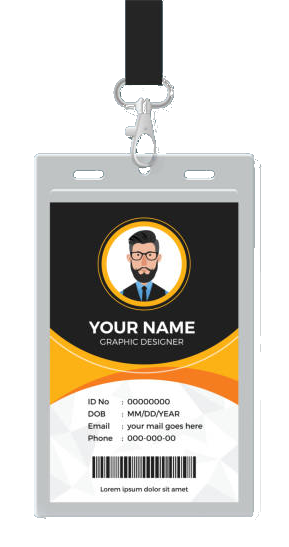 YOUR NAME
GRAPHIC DESIGNER
ID No : 00000000
DOB : MM/DD/YEAR
Email : your mail goes here
Phone : 000-000-00
Lorem ipsum dolor sit amet